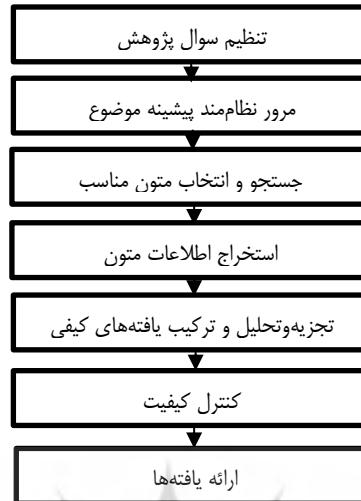 تنظیم سوال پژوهش
مرور نظام‌مند پیشینه موضوع
جستجو و انتخاب متون مناسب
استخراج اطلاعات متون
تجزیه‌وتحلیل و ترکیب یافته‌های کیفی
کنترل کیفیت
ارائه یافته‌ها